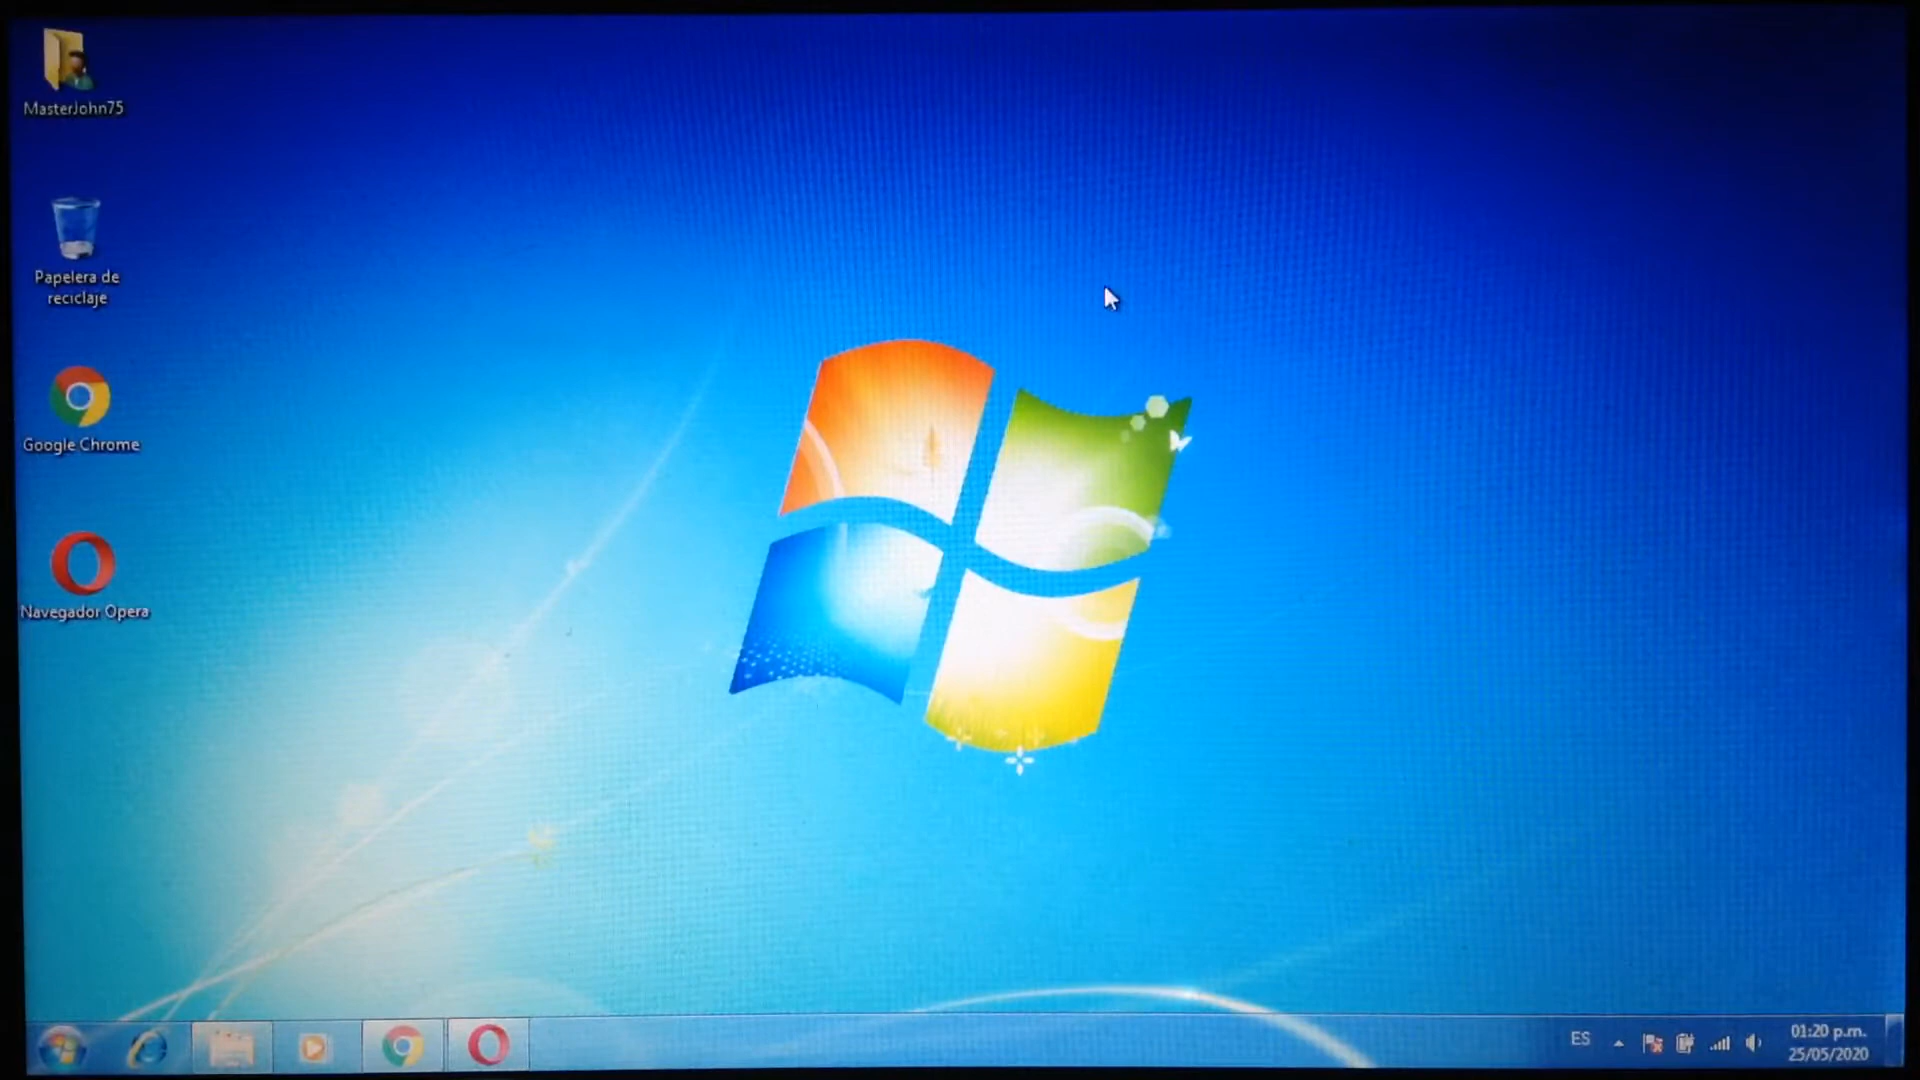 MasterJohn75
Papelera de
reciclaje
Google Chrome
Navegador Opera
ES
01:20 p.m.
25/05/2020